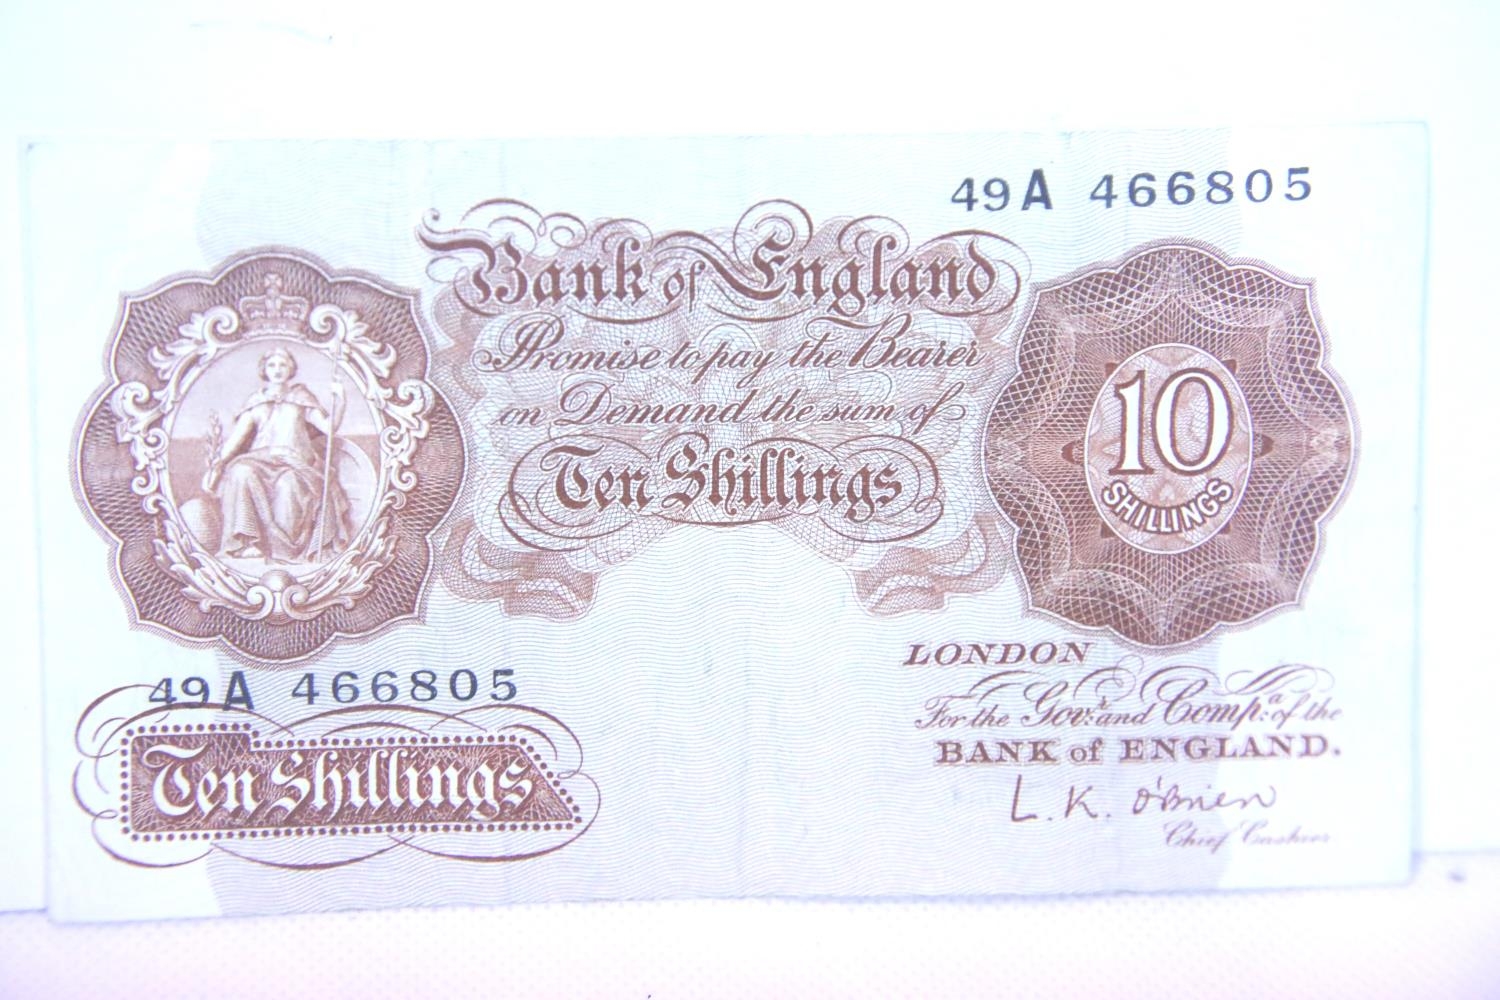 49A 466805
Bank of England
Promise to pay the Bearer
on Demand the sum of
Ten Shillings
10
SHILLINGS
49A 466805
Ten Shillings
LONDON
For the Govr: and Compa: of the
BANK of ENGLAND.
L. K. O'Brien
Chief Cashier.